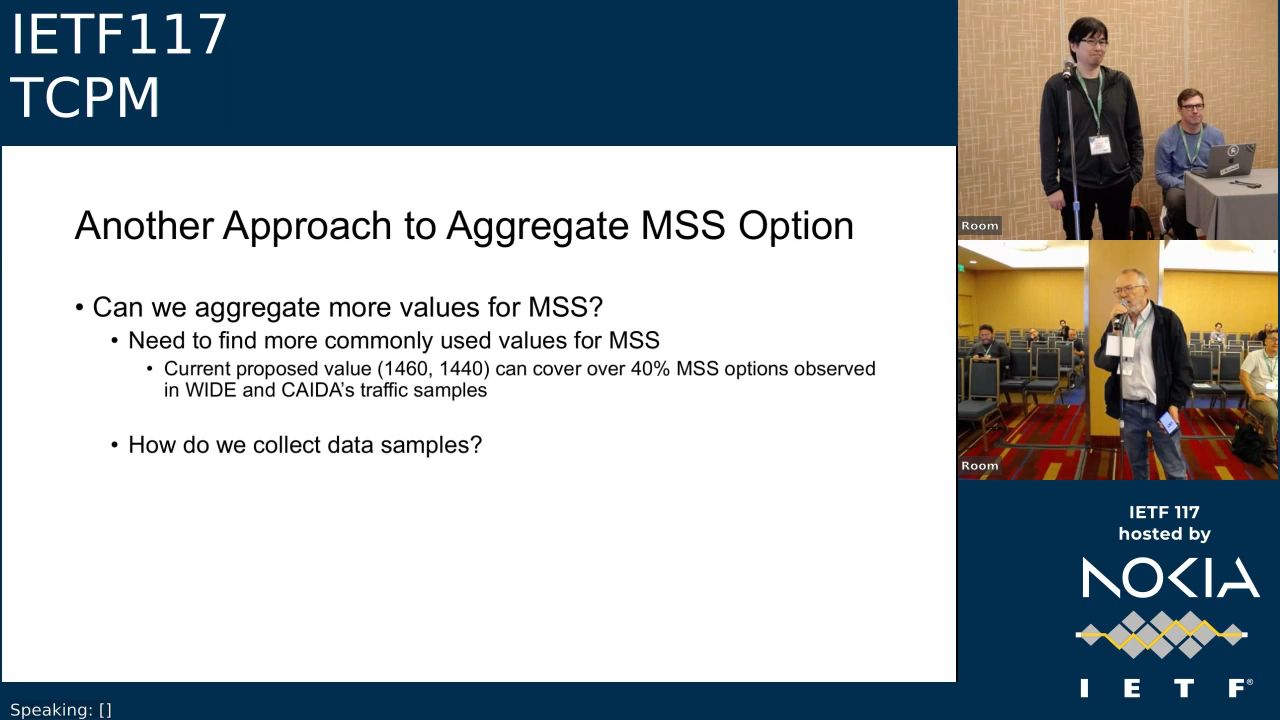 IETF117
TCPM
Another Approach to Aggregate MSS Option
• Can we aggregate more values for MSS?
• Need to find more commonly used values for MSS
• Current proposed value (1460, 1440) can cover over 40% MSS options observed
in WIDE and CAIDA's traffic samples
• How do we collect data samples?
Room
Room
IETF 117
hosted by
NOKIA
I E T F®
Speaking: []